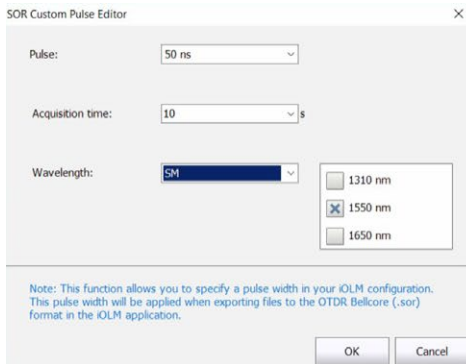 SOR Custom Pulse Editor
Pulse: 50 ns
Acquisition time: 10 s
Wavelength: SM
1310 nm
1550 nm
1650 nm
Note: This function allows you to specify a pulse width in your iOLM configuration.
This pulse width will be applied when exporting files to the OTDR Bellcore (.sor)
format in the iOLM application.
OK Cancel